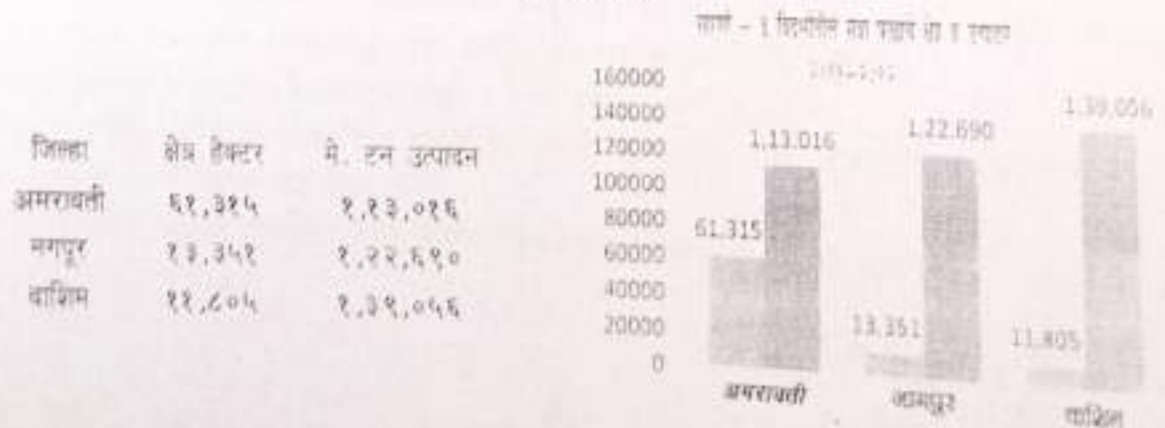 जिल्हा क्षेत्र हेक्टर मे. टन उत्पादन
अमरावती ६१,३१५ १,१३,०१६
नागपूर १३,३५१ १,२२,६९०
वाशिम ११,८०५ १,३९,०५६
160000
140000
120000
100000
80000
60000
40000
20000
0
61.315
1.13.016
13.351
1.22.690
11.805
1.39.056
अमरावती
नागपूर
वाशिम